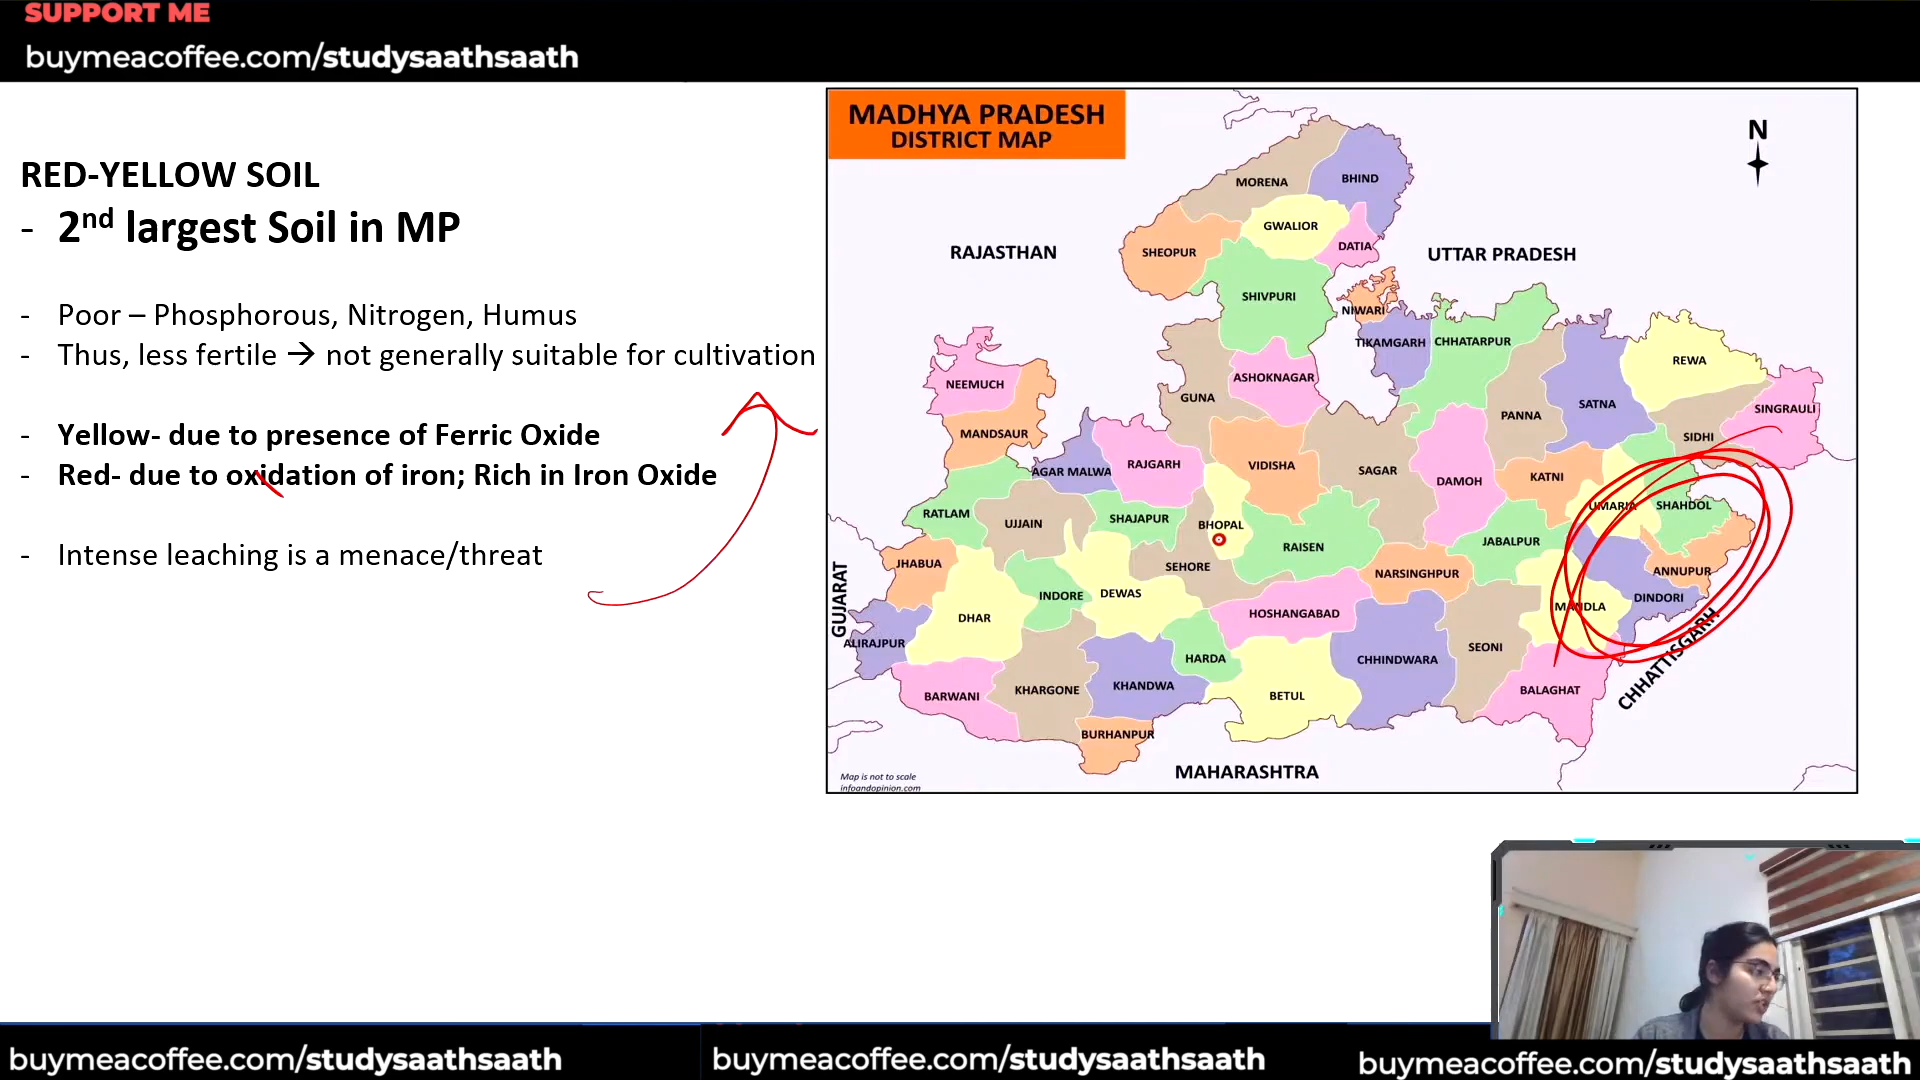 SUPPORT ME
buymeacoffee.com/studysaathsaath
RED-YELLOW SOIL
- 2nd largest Soil in MP
- Poor – Phosphorous, Nitrogen, Humus
- Thus, less fertile → not generally suitable for cultivation
- Yellow- due to presence of Ferric Oxide
- Red- due to oxidation of iron; Rich in Iron Oxide
- Intense leaching is a menace/threat
MADHYA PRADESH
DISTRICT MAP
N
MORENA
BHIND
GWALIOR
DATIA
SHEOPUR
RAJASTHAN
UTTAR PRADESH
SHIVPURI
NIWARI
TIKAMGARH
CHHATARPUR
REWA
NEEMUCH
ASHOKNAGAR
GUNA
PANNA
SATNA
SINGRAULI
MANDSAUR
SIDHI
AGAR MALWA
RAJGARH
VIDISHA
SAGAR
DAMOH
KATNI
UMARIA
SHAHDOL
RATLAM
UJJAIN
SHAJAPUR
BHOPAL
RAISEN
JABALPUR
JHABUA
SEHORE
NARSINGHPUR
ANNUPUR
GUJARAT
INDORE
DEWAS
DINDORI
MANDLA
DHAR
HOSHANGABAD
ALIRAJPUR
HARDA
CHHINDWARA
SEONI
CHHATTISGARH
BARWANI
KHARGONE
KHANDWA
BETUL
BALAGHAT
BURHANPUR
MAHARASHTRA
Map is not to scale
infoandopinion.com
buymeacoffee.com/studysaathsaath
buymeacoffee.com/studysaathsaath
buymeacoffee.com/studysaathsaath